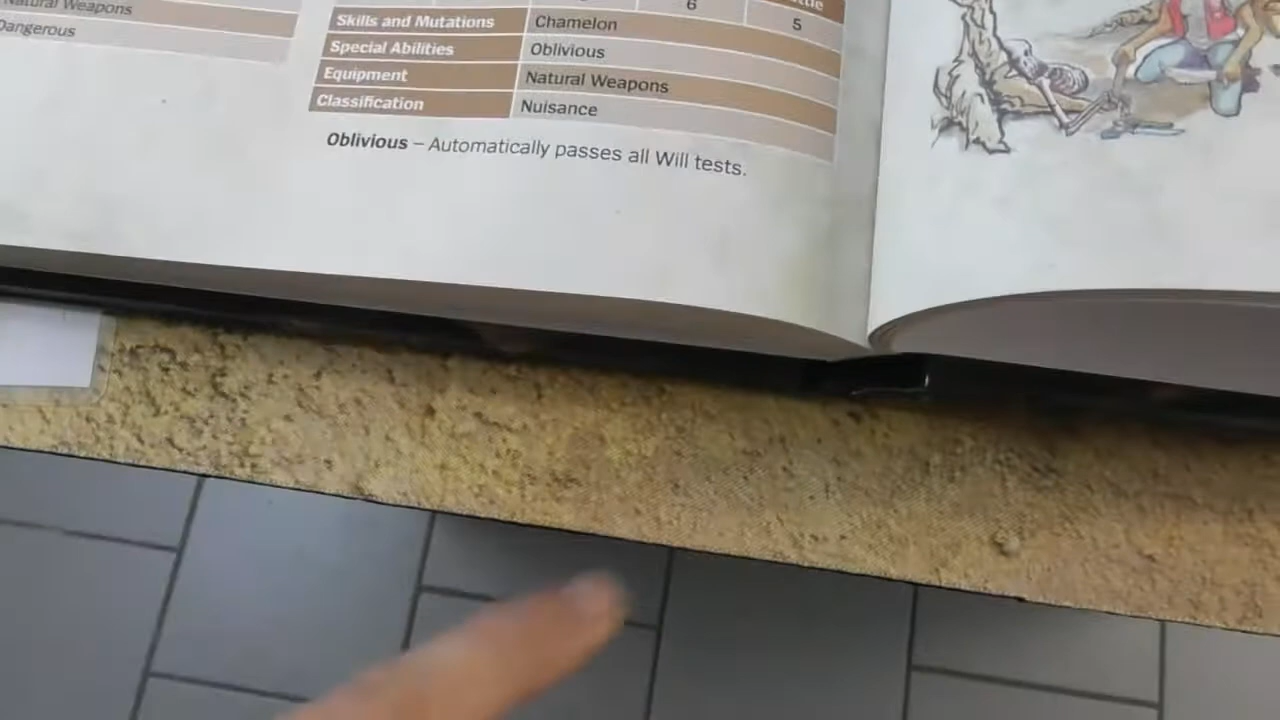 Natural Weapons
Dangerous
6
5
Skills and Mutations Chamelon
Special Abilities Oblivious
Equipment Natural Weapons
Classification Nuisance
Oblivious – Automatically passes all Will tests.